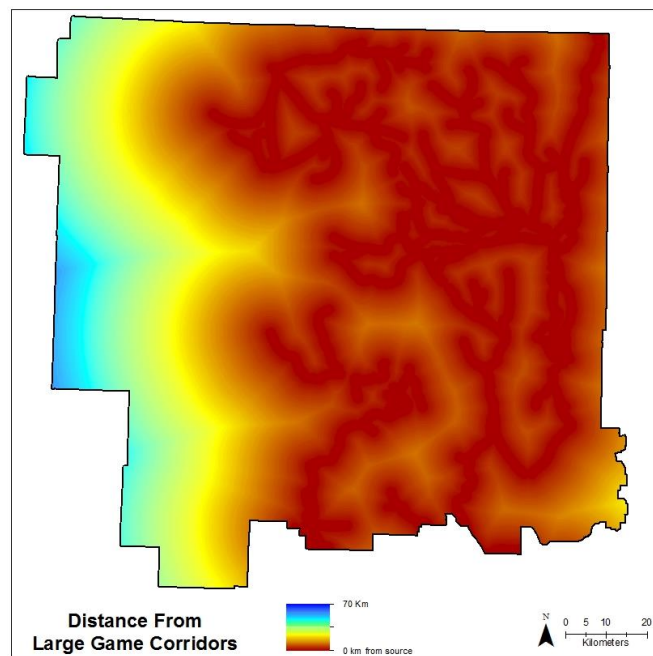 Distance From
Large Game Corridors
70 Km
0 km from source
N
0 5 10 20
Kilometers